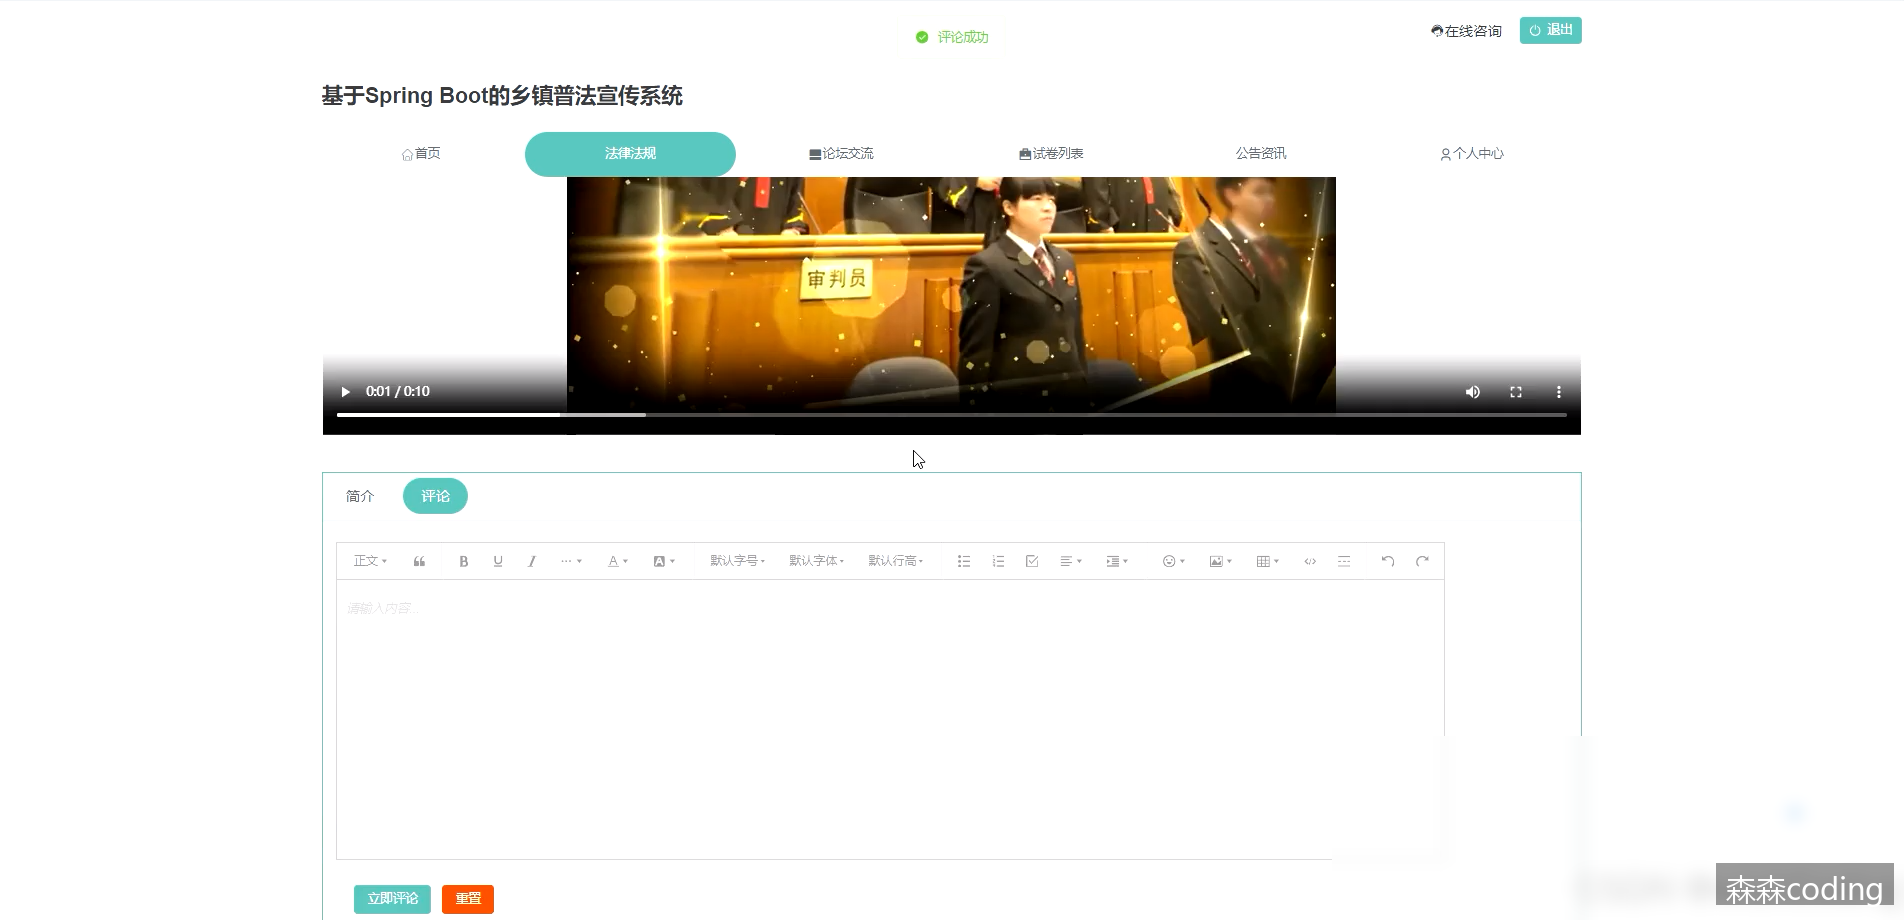 评论成功
在线咨询
退出
基于Spring Boot的乡镇普法宣传系统
首页 法律法规 论坛交流 试卷列表 公告资讯 个人中心
审判员
0:01 / 0:10
简介 评论
正文 B U I ··· A A 默认字号 默认字体 默认行高
请输入内容...
立即评论 重置
森森coding